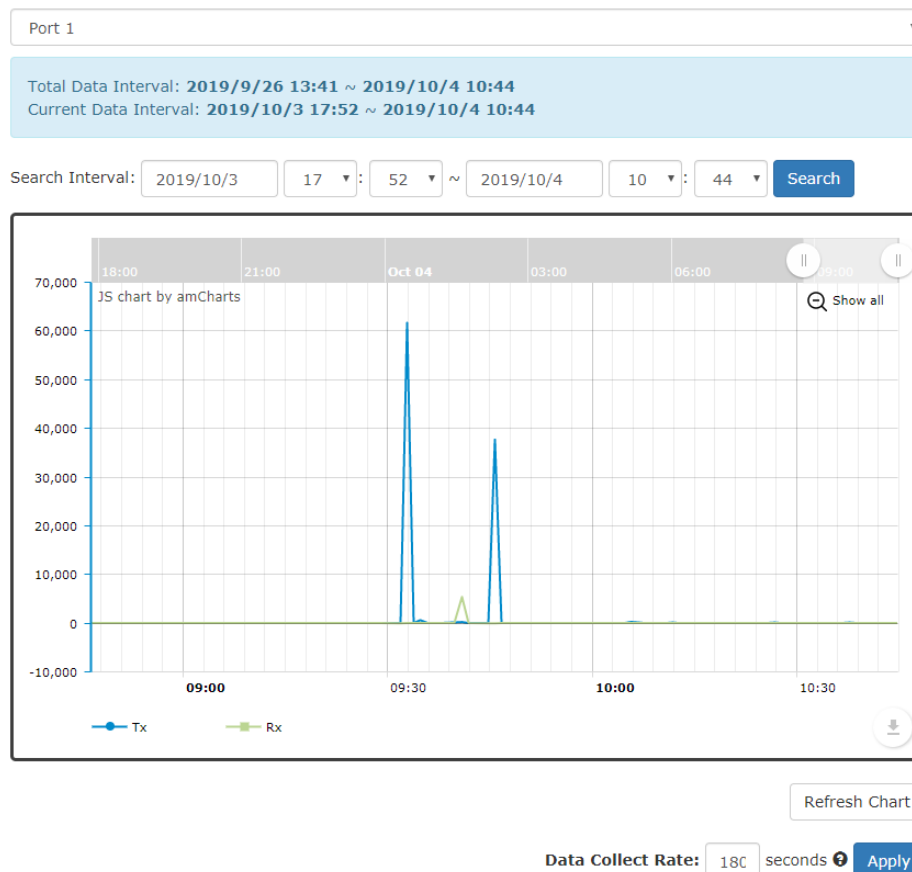 Port 1
Total Data Interval: 2019/9/26 13:41 ~ 2019/10/4 10:44
Current Data Interval: 2019/10/3 17:52 ~ 2019/10/4 10:44
Search Interval: 2019/10/3 17 : 52 ~ 2019/10/4 10 : 44 Search
18:00 21:00 Oct 04 03:00 06:00 09:00
JS chart by amCharts
Show all
70,000
60,000
50,000
40,000
30,000
20,000
10,000
0
-10,000
09:00 09:30 10:00 10:30
Tx Rx
Refresh Chart
Data Collect Rate: 180 seconds Apply